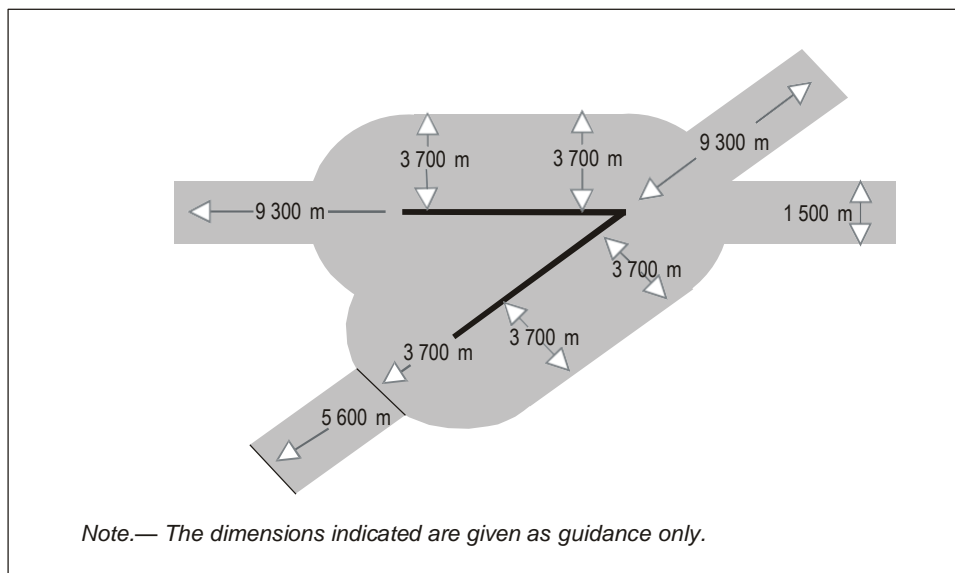 9 300 m
3 700 m
3 700 m
9 300 m
1 500 m
3 700 m
3 700 m
3 700 m
5 600 m
Note.— The dimensions indicated are given as guidance only.